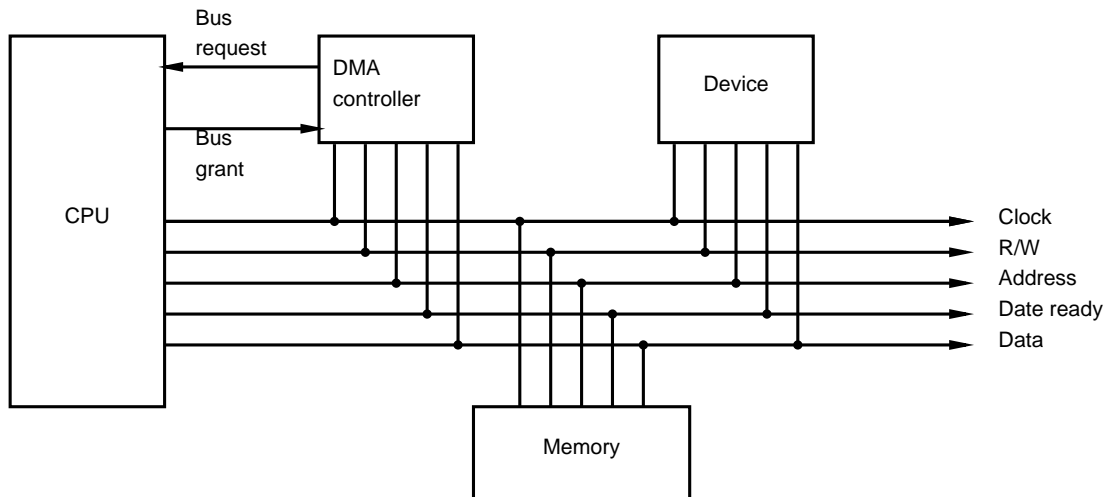 Bus
request
DMA
controller
Device
Bus
grant
CPU
Clock
R/W
Address
Date ready
Data
Memory